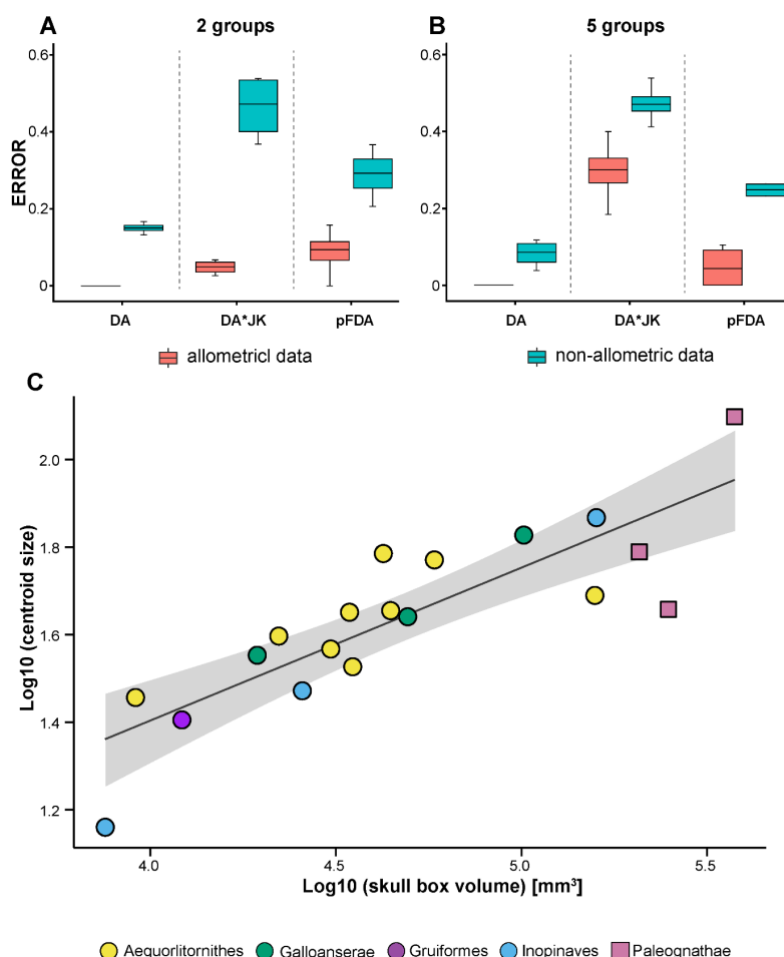 A 2 groups
B 5 groups
ERROR
0.6
0.4
0.2
0
DA DA*JK pFDA
0.6
0.4
0.2
0
DA DA*JK pFDA
allometricl data
non-allometric data
C
Log10 (centroid size)
2.0
1.8
1.6
1.4
1.2
4.0 4.5 5.0 5.5
Log10 (skull box volume) [mm³]
Aequorlitornithes Galloanserae Gruiformes Inopinaves Paleognathae